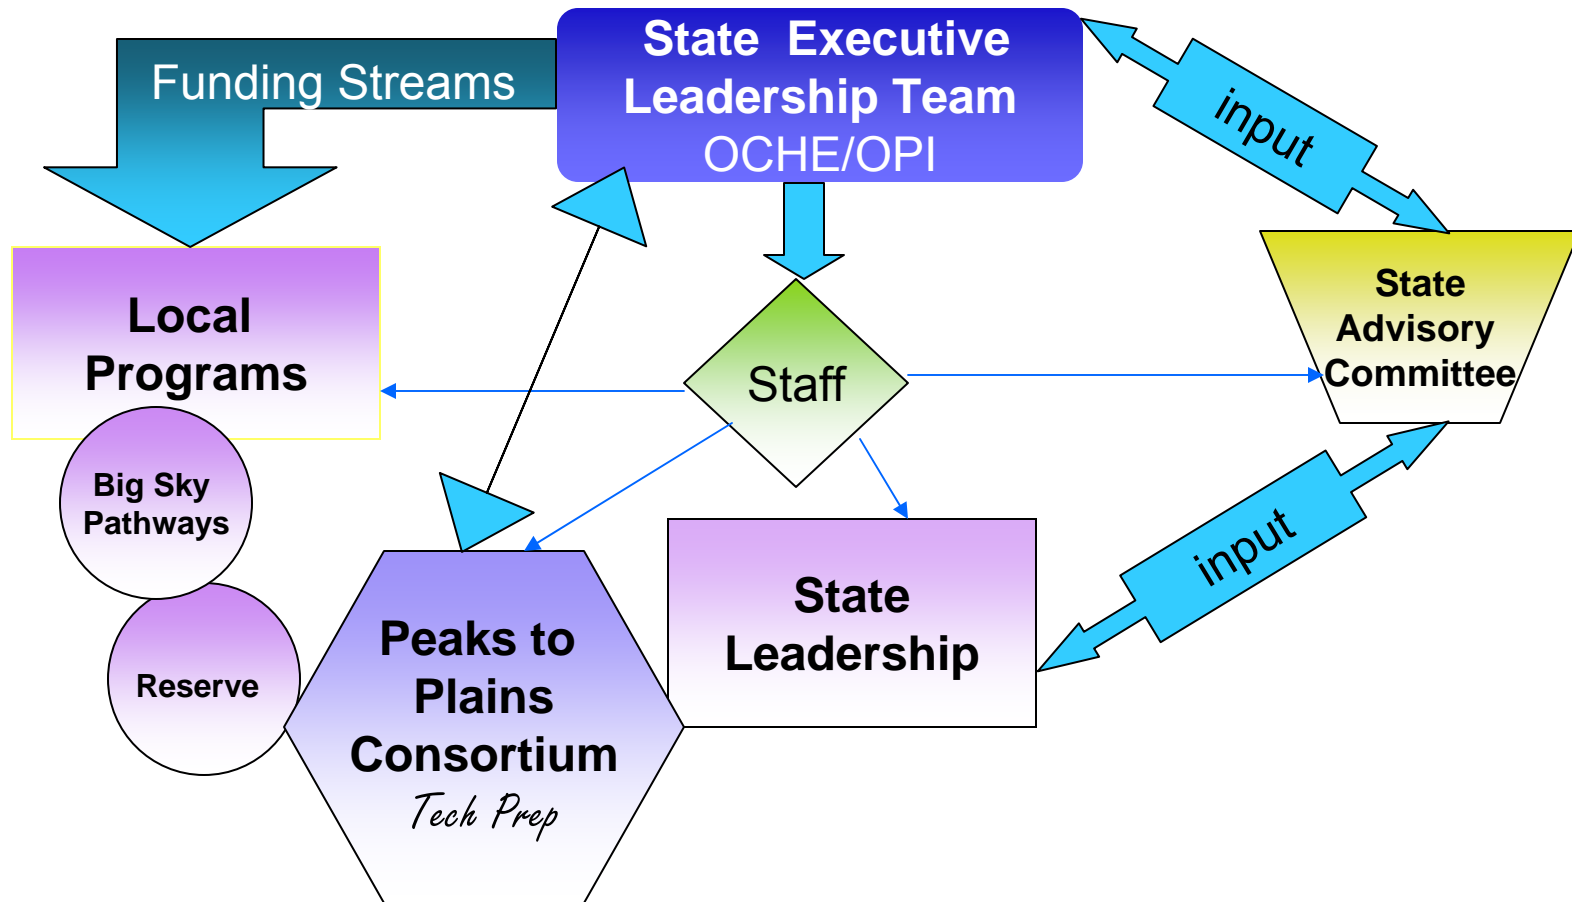 State Executive
Leadership Team
OCHE/OPI
Funding Streams
input
Local
Programs
Staff
State
Advisory
Committee
Big Sky
Pathways
Reserve
Peaks to
Plains
Consortium
Tech Prep
State
Leadership
input